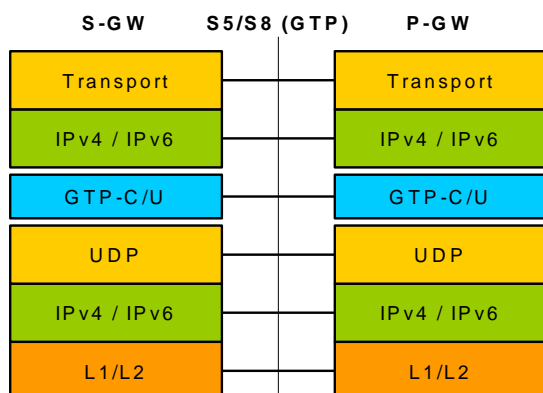 S-GW S5/S8 (GTP) P-GW
Transport Transport
IPv4 / IPv6 IPv4 / IPv6
GTP-C/U GTP-C/U
UDP UDP
IPv4 / IPv6 IPv4 / IPv6
L1/L2 L1/L2